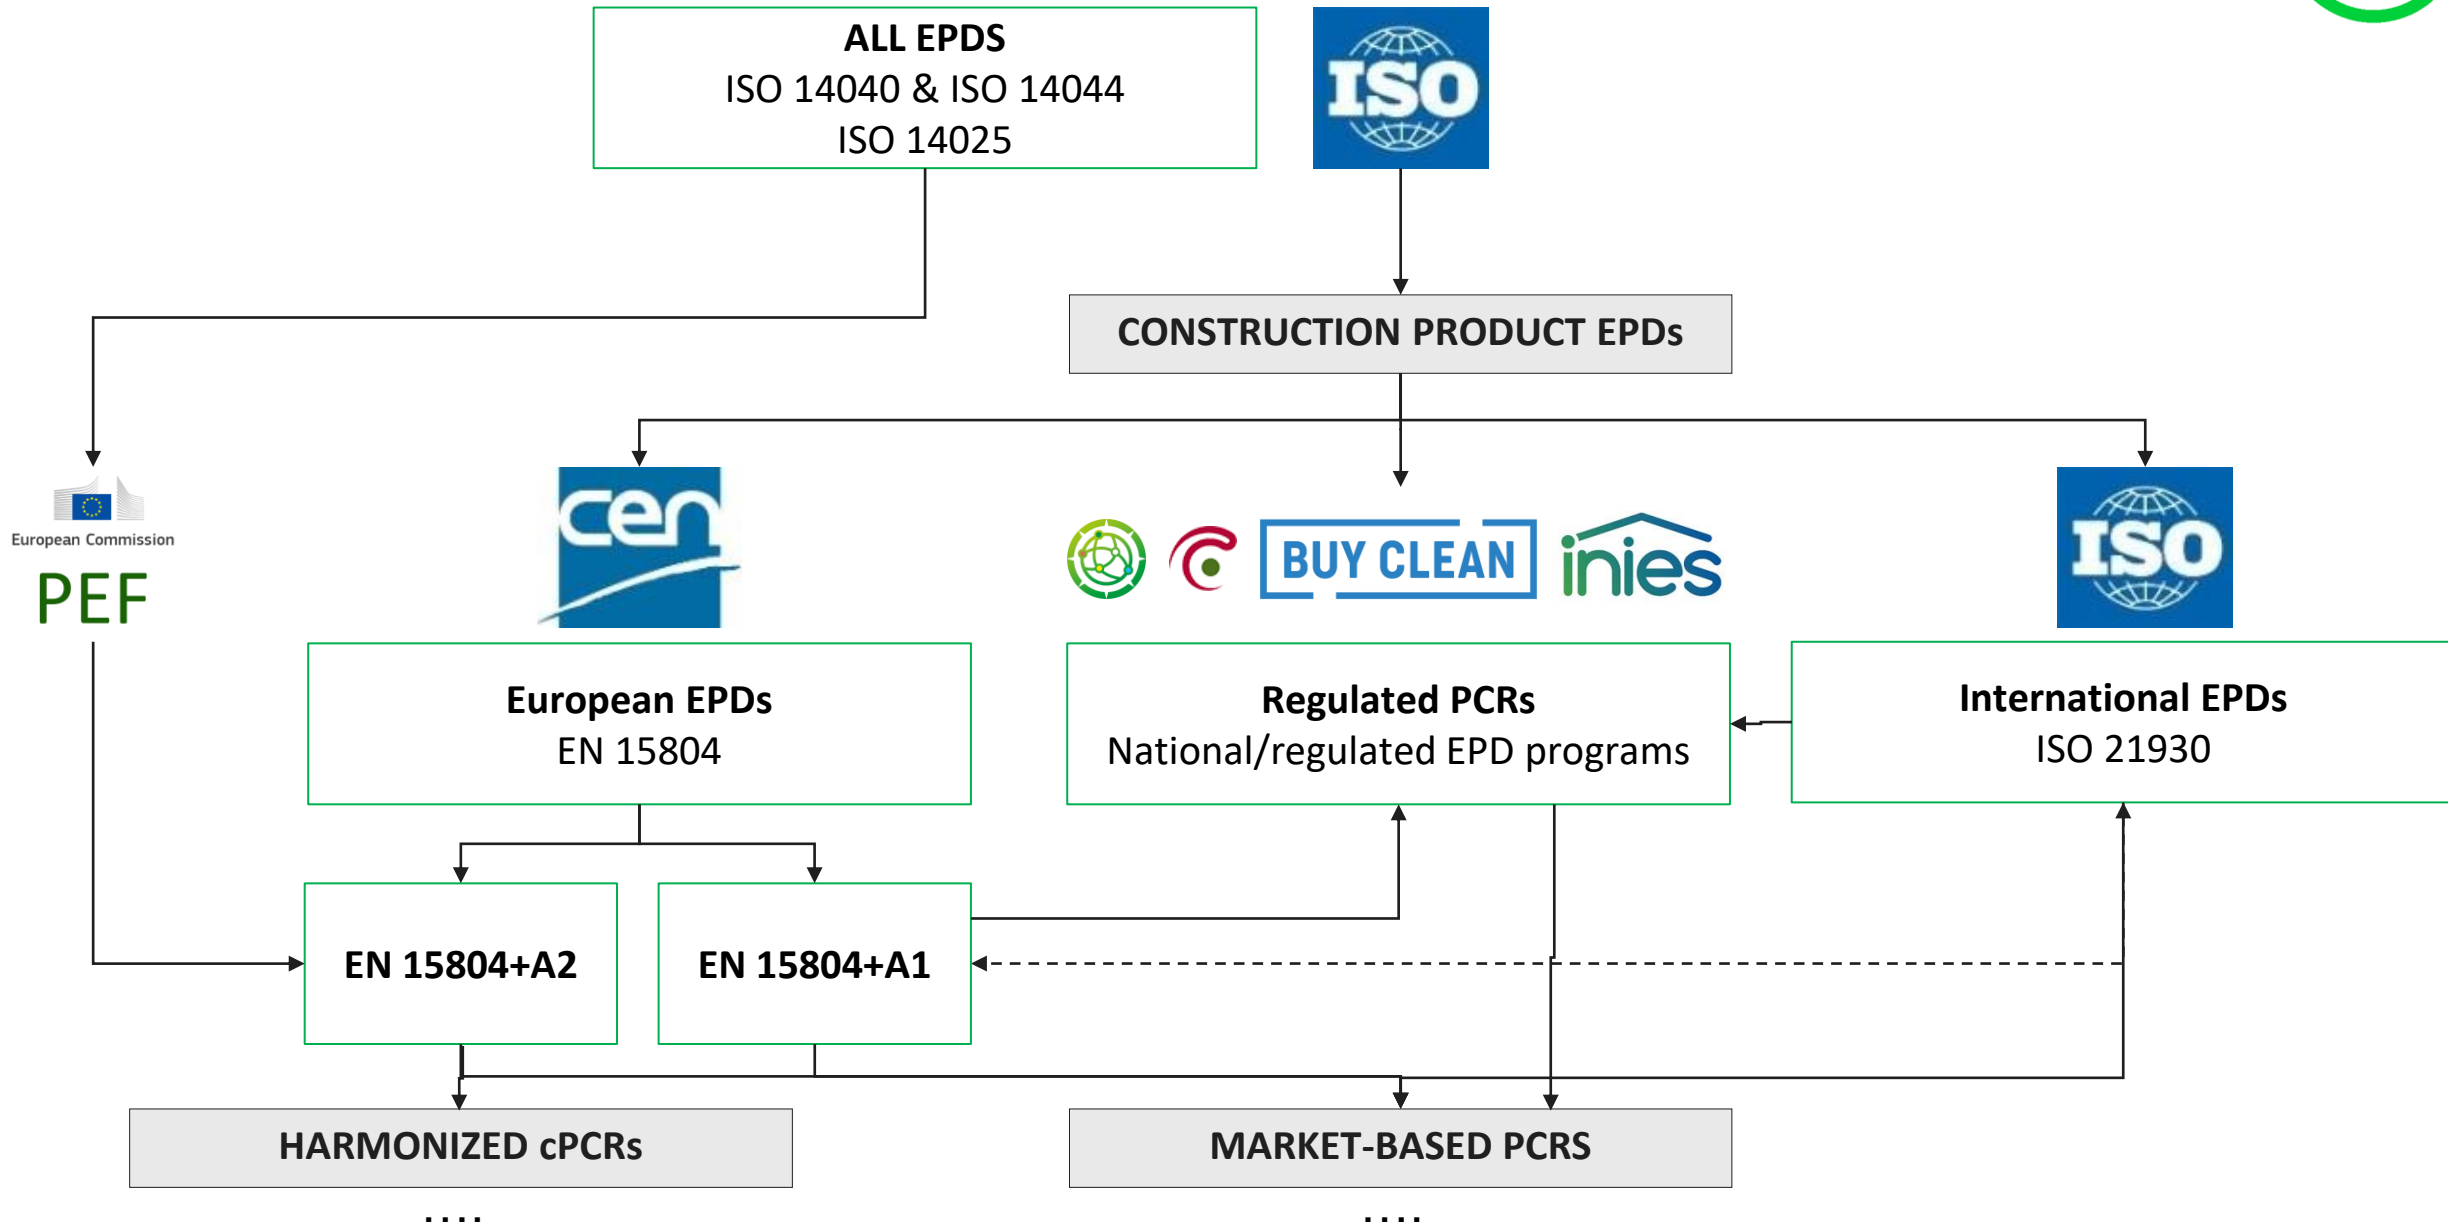 ALL EPDS
ISO 14040 & ISO 14044
ISO 14025
ISO
CONSTRUCTION PRODUCT EPDs
European Commission
PEF
cen
BUY CLEAN
inies
ISO
European EPDs
EN 15804
Regulated PCRs
National/regulated EPD programs
International EPDs
ISO 21930
EN 15804+A2
EN 15804+A1
HARMONIZED cPCRs
MARKET-BASED PCRS
....
....